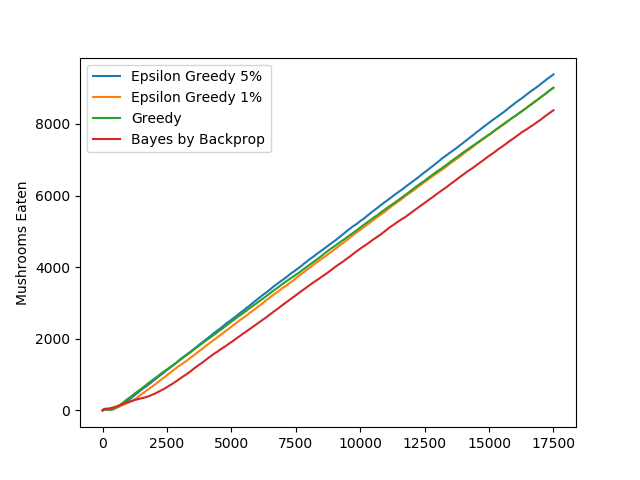 Epsilon Greedy 5%
Epsilon Greedy 1%
Greedy
Bayes by Backprop
Mushrooms Eaten
8000
6000
4000
2000
0
0 2500 5000 7500 10000 12500 15000 17500